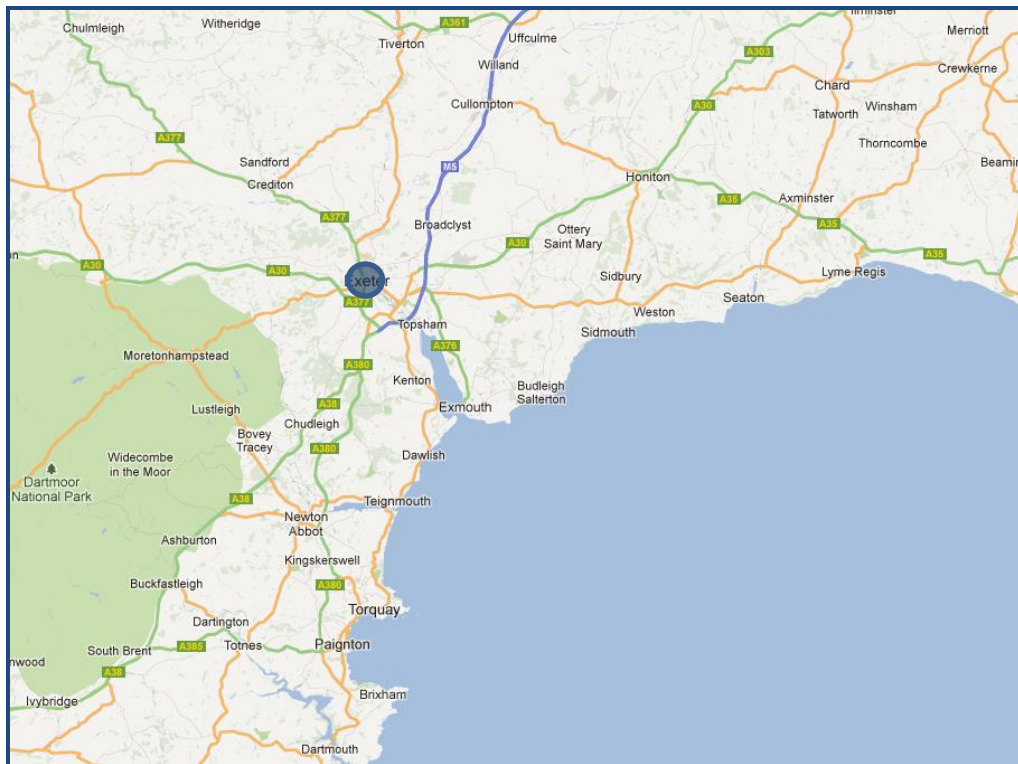 A361
Chulmleigh
Witheridge
Tiverton
Uffculme
Merriott
Willand
A303
Crewkerne
Chard
Cullompton
A30
Winsham
Tatworth
A377
Thorncombe
Sandford
M5
Crediton
Honiton
Axminster
A35
A377
Broadclyst
Ottery
Saint Mary
A35
A30
A35
A30
A30
Exeter
Sidbury
Lyme Regis
Seaton
A377
Weston
Topsham
Sidmouth
A376
Moretonhampstead
A380
Kenton
Budleigh
Salterton
A38
Lustleigh
Exmouth
Chudleigh
Bovey
Tracey
A380
Dawlish
Widecombe
in the Moor
Dartmoor
National Park
A38
Teignmouth
Newton
Abbot
Ashburton
Kingskerswell
Buckfastleigh
A380
Torquay
Dartington
South Brent
A385
Totnes
Paignton
nwood
A38
Ivybridge
Brixham
Dartmouth